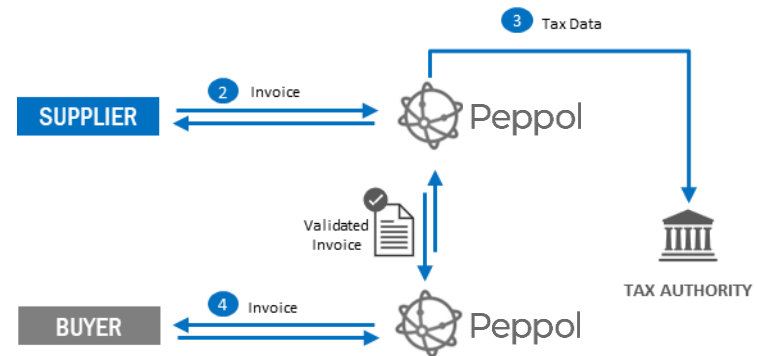 3 Tax Data
2 Invoice
SUPPLIER
Peppol
Validated
Invoice
TAX AUTHORITY
4 Invoice
BUYER
Peppol